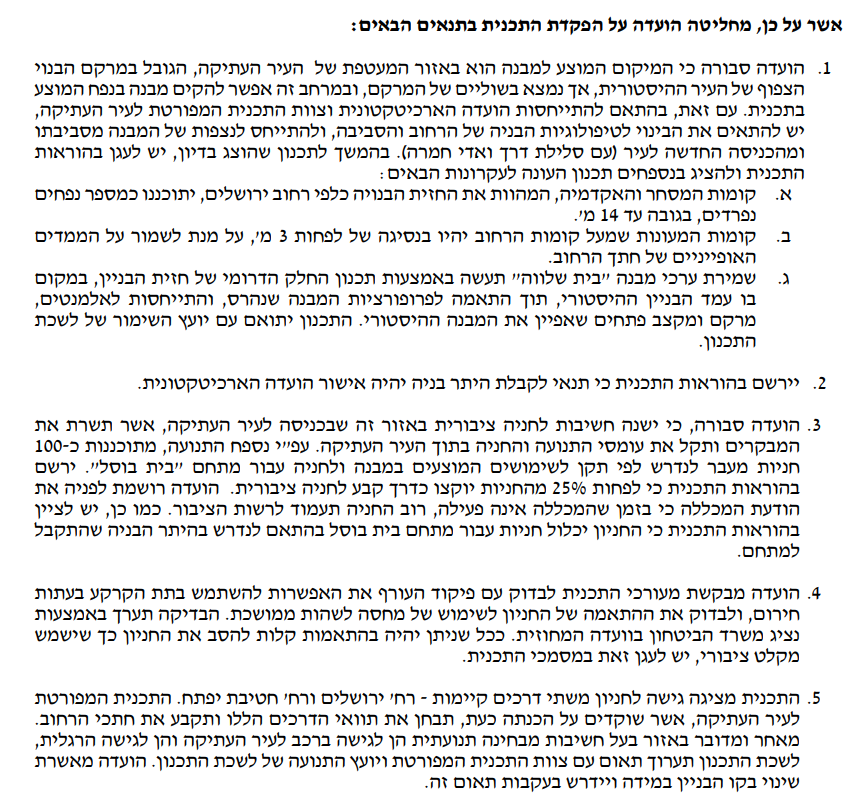 אשר על כן, מחליטה הועדה על הפקדת התכנית בתנאים הבאים:
1. הועדה סבורה כי המיקום המוצע למבנה הוא באזור המעטפת של העיר העתיקה, הגובל במרקם הבנוי
הצפוף של העיר ההיסטורית, אך נמצא בשוליים של המרקם, ובמרחב זה אפשר להקים מבנה בנפח המוצע
בתכנית. עם זאת, בהתאם להתייחסות הועדה הארכיטקטונית וצוות התכנית המפורטת לעיר העתיקה,
יש להתאים את הבינוי לטיפולוגיות הבניה של הרחוב והסביבה, ולהתייחס לנצפות של המבנה מסביבתו
ומהכניסה החדשה לעיר (עם סלילת דרך ואדי חמרה). בהמשך לתכנון שהוצג בדיון, יש לעגן בהוראות
התכנית ולהציג בנספחים תכנון העונה לעקרונות הבאים:
א. קומות המסחר והאקדמיה, המהוות את החזית הבנויה כלפי רחוב ירושלים, יתוכננו כמספר נפחים
נפרדים, בגובה עד 14 מ'.
ב. קומות המעונות שמעל קומות הרחוב יהיו בנסיגה של לפחות 3 מ', על מנת לשמור על הממדים
האופייניים של חתך הרחוב.
ג. שמירת ערכי מבנה ''בית שלווה'' תעשה באמצעות תכנון החלק הדרומי של חזית הבניין, במקום
בו עמד הבניין ההיסטורי, תוך התאמה לפרופורציות המבנה שנהרס, והתייחסות לאלמנטים,
מרקם ומקצב פתחים שאפיין את המבנה ההיסטורי. התכנון יתואם עם יועץ השימור של לשכת
התכנון.
2. יירשם בהוראות התכנית כי תנאי לקבלת היתר בניה יהיה אישור הועדה הארכיטקטונית.
3. הועדה סבורה, כי ישנה חשיבות לחניה ציבורית באזור זה שבכניסה לעיר העתיקה, אשר תשרת את
המבקרים ותקל את עומסי התנועה והחניה בתוך העיר העתיקה. עפ''י נספח התנועה, מתוכננות כ-100
חניות מעבר לנדרש לפי תקן לשימושים המוצעים במבנה ולחניה עבור מתחם ''בית בוסל''. ירשם
בהוראות התכנית כי לפחות 25% מהחניות יוקצו כדרך קבע לחניה ציבורית. הועדה רושמת לפניה את
הודעת המכללה כי בזמן שהמכללה אינה פעילה, רוב החניה תעמוד לרשות הציבור. כמו כן, יש לציין
בהוראות התכנית כי החניון יכלול חניות עבור מתחם בית בוסל בהתאם לנדרש בהיתר הבניה שהתקבל
למתחם.
4. הועדה מבקשת מעורכי התכנית לבדוק עם פיקוד העורף את האפשרות להשתמש בתת הקרקע בעתות
חירום, ולבדוק את ההתאמה של החניון לשימוש של מחסה לשהות ממושכת. הבדיקה תערך באמצעות
נציג משרד הביטחון בוועדה המחוזית. ככל שניתן יהיה בהתאמות קלות להסב את החניון כך שישמש
מקלט ציבורי, יש לעגן זאת במסמכי התכנית.
5. התכנית מציגה גישה לחניון משתי דרכים קיימות - רח' ירושלים ורח' חטיבת יפתח. התכנית המפורטת
לעיר העתיקה, אשר שוקדים על הכנתה כעת, תבחן את תוואי הדרכים הללו ותקבע את חתכי הרחוב.
מאחר ומדובר באזור בעל חשיבות מבחינה תנועתית הן לגישה ברכב לעיר העתיקה והן לגישה הרגלית,
לשכת התכנון תערוך תאום עם צוות התכנית המפורטת ויועץ התנועה של לשכת התכנון. הועדה מאשרת
שינוי בקו הבניין במידה ויידרש בעקבות תאום זה.